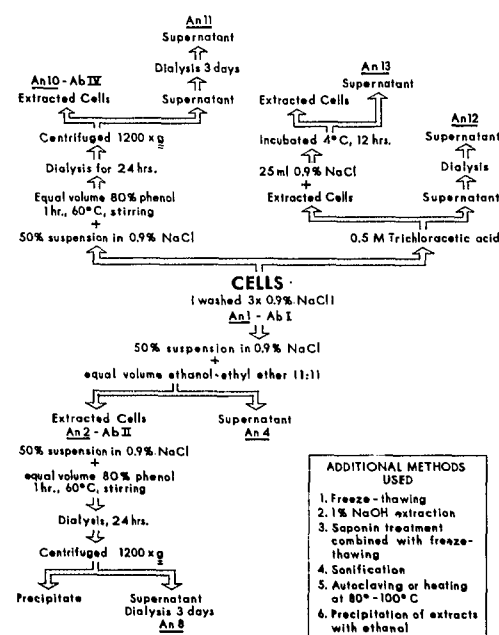 An11
Supernatant
Dialysis 3 days
Supernatant
An10 - Ab IV
Extracted Cells
Centrifuged 1200 x g
Dialysis for 24 hrs.
Equal volume 80% phenol
1 hr., 60°C, stirring
+
50% suspension in 0.9% NaCl
An13
Supernatant
Extracted Cells
Incubated 4°C, 12 hrs.
25 ml 0.9% NaCl
+
Extracted Cells
An12
Supernatant
Dialysis
Supernatant
0.5 M Trichloracetic acid
CELLS
(washed 3x 0.9% NaCl)
An1 - Ab I
50% suspension in 0.9% NaCl
+
equal volume ethanol-ethyl ether (1:1)
Extracted Cells
An2 - Ab II
Supernatant
An4
50% suspension in 0.9% NaCl
+
equal volume 80% phenol
1 hr., 60°C, stirring
Dialysis, 24 hrs.
Centrifuged 1200 x g
Precipitate
Supernatant
Dialysis 3 days
An8
ADDITIONAL METHODS
USED
1. Freeze-thawing
2. 1% NaOH extraction
3. Saponin treatment
combined with freeze-
thawing
4. Sonification
5. Autoclaving or heating
at 80°-100°C
6. Precipitation of extracts
with ethanol